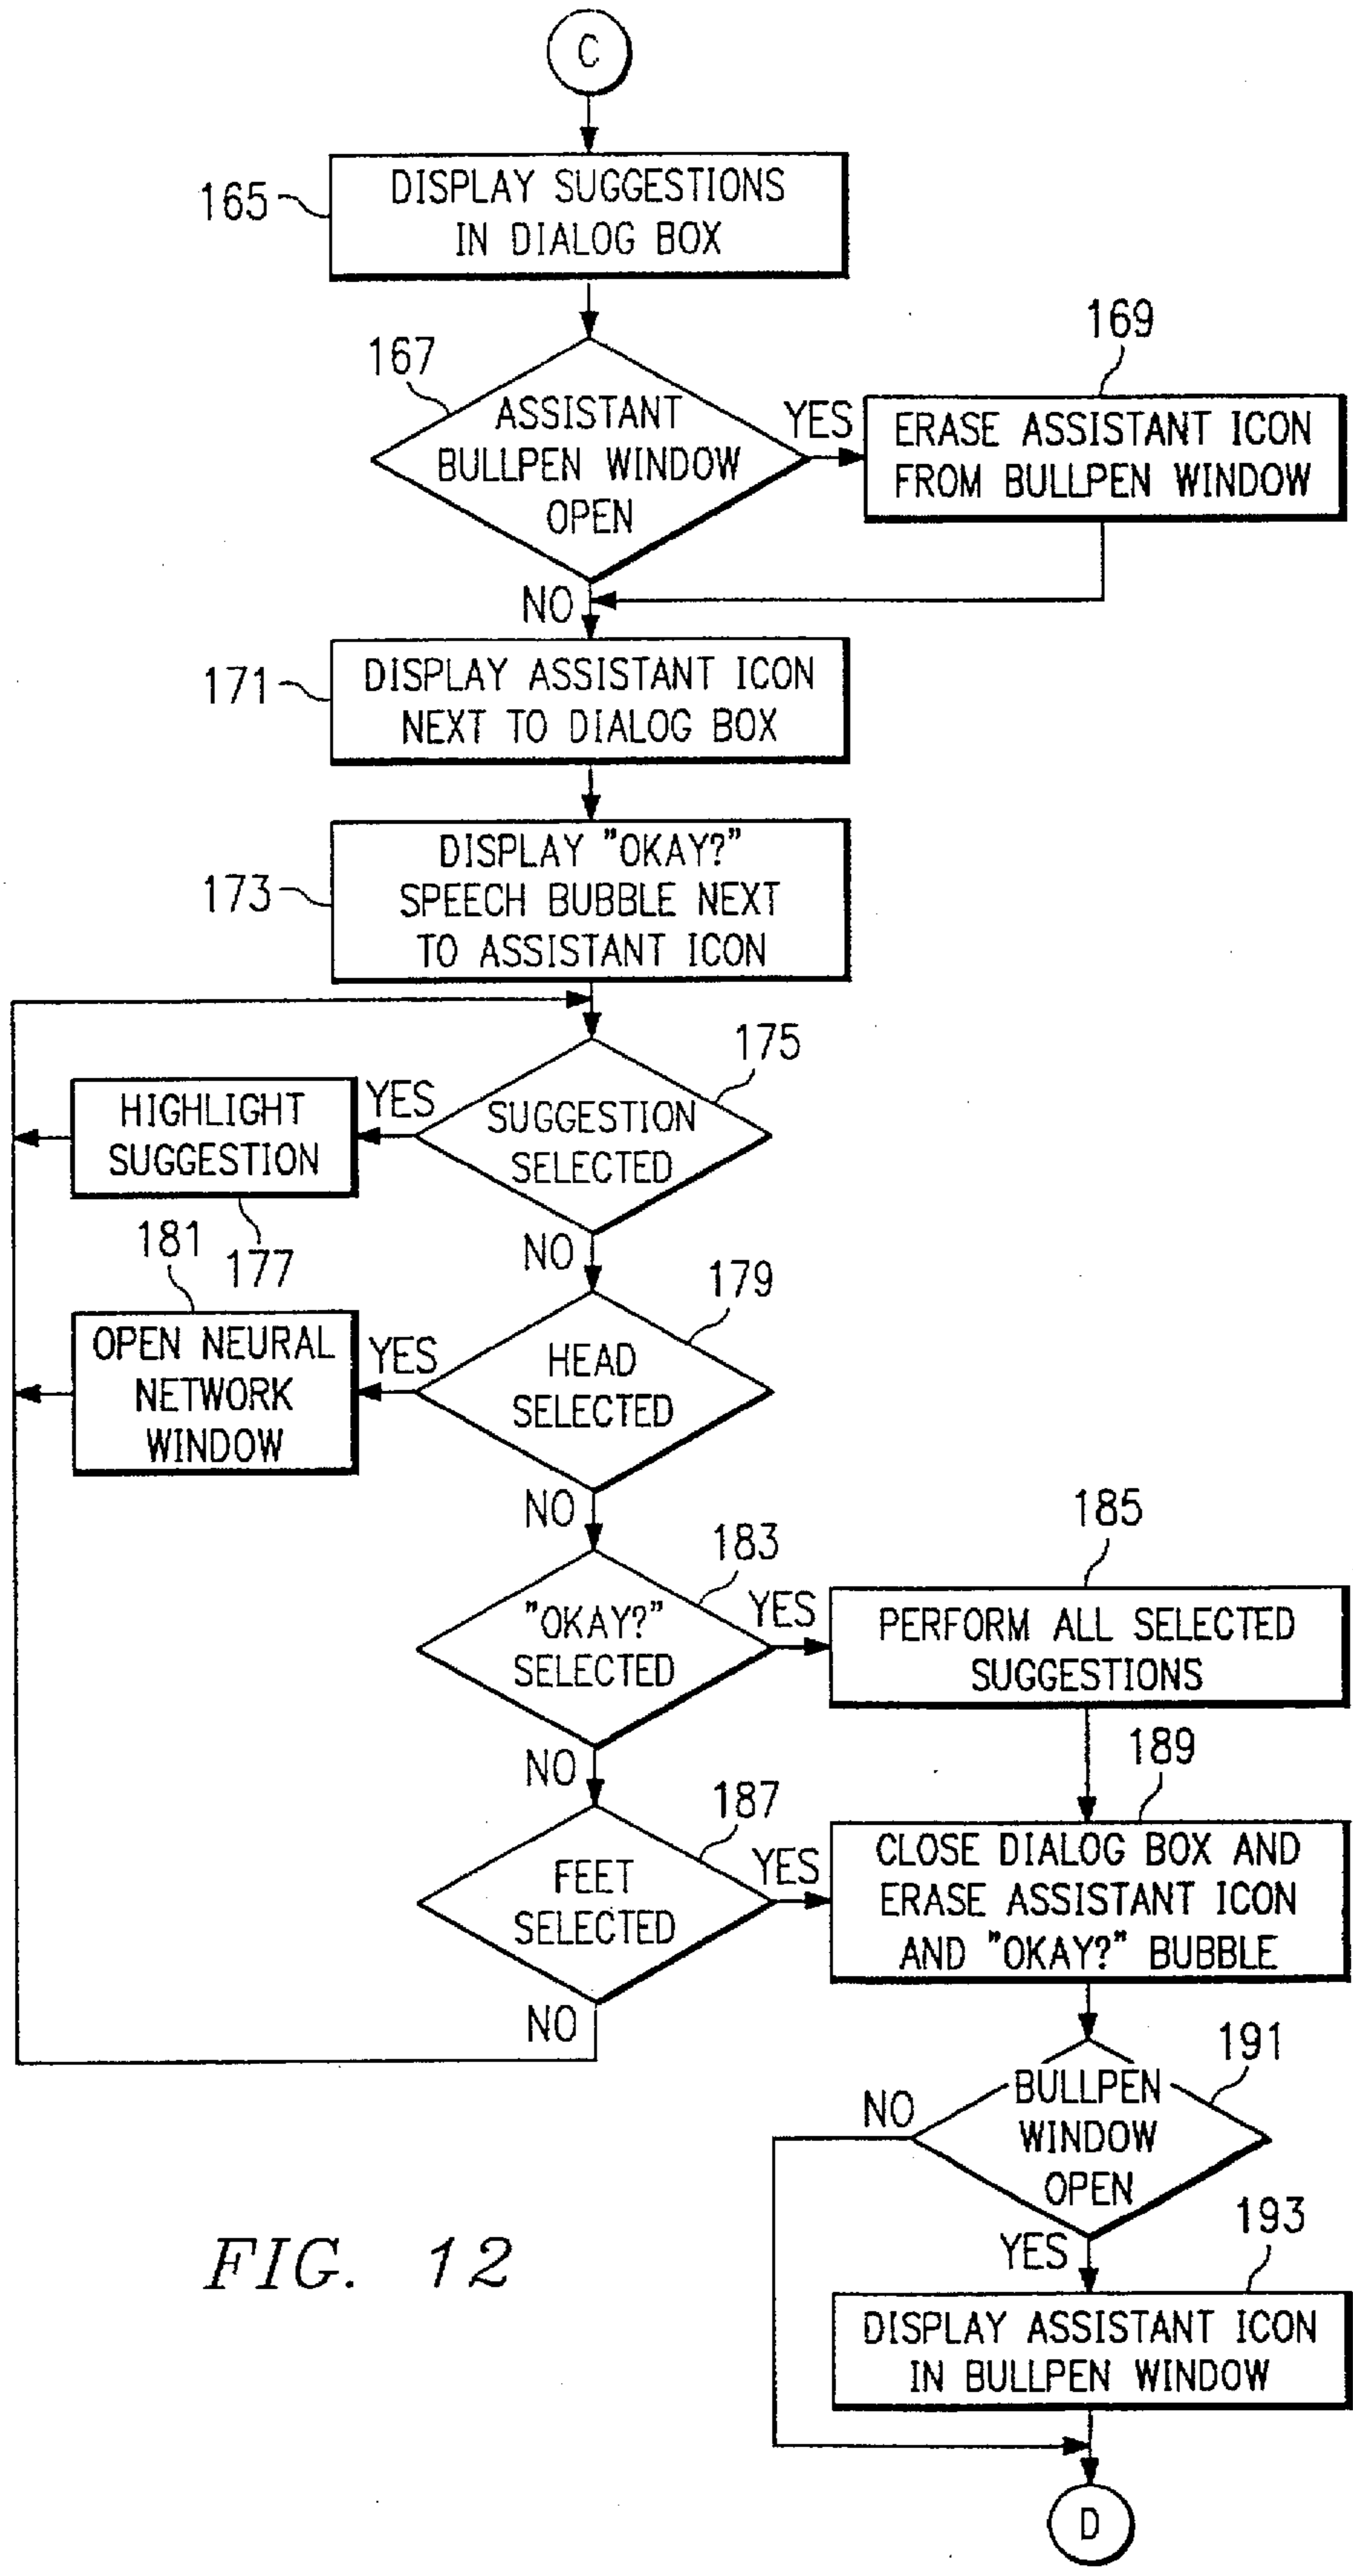 C
165
DISPLAY SUGGESTIONS
IN DIALOG BOX
167
ASSISTANT
BULLPEN WINDOW
OPEN
YES
169
ERASE ASSISTANT ICON
FROM BULLPEN WINDOW
NO
171
DISPLAY ASSISTANT ICON
NEXT TO DIALOG BOX
173
DISPLAY "OKAY?"
SPEECH BUBBLE NEXT
TO ASSISTANT ICON
175
SUGGESTION
SELECTED
YES
HIGHLIGHT
SUGGESTION
177
NO
179
HEAD
SELECTED
YES
181
OPEN NEURAL
NETWORK
WINDOW
NO
183
"OKAY?"
SELECTED
YES
185
PERFORM ALL SELECTED
SUGGESTIONS
NO
187
FEET
SELECTED
YES
189
CLOSE DIALOG BOX AND
ERASE ASSISTANT ICON
AND "OKAY?" BUBBLE
NO
191
BULLPEN
WINDOW
OPEN
NO
YES
193
DISPLAY ASSISTANT ICON
IN BULLPEN WINDOW
D
FIG. 12